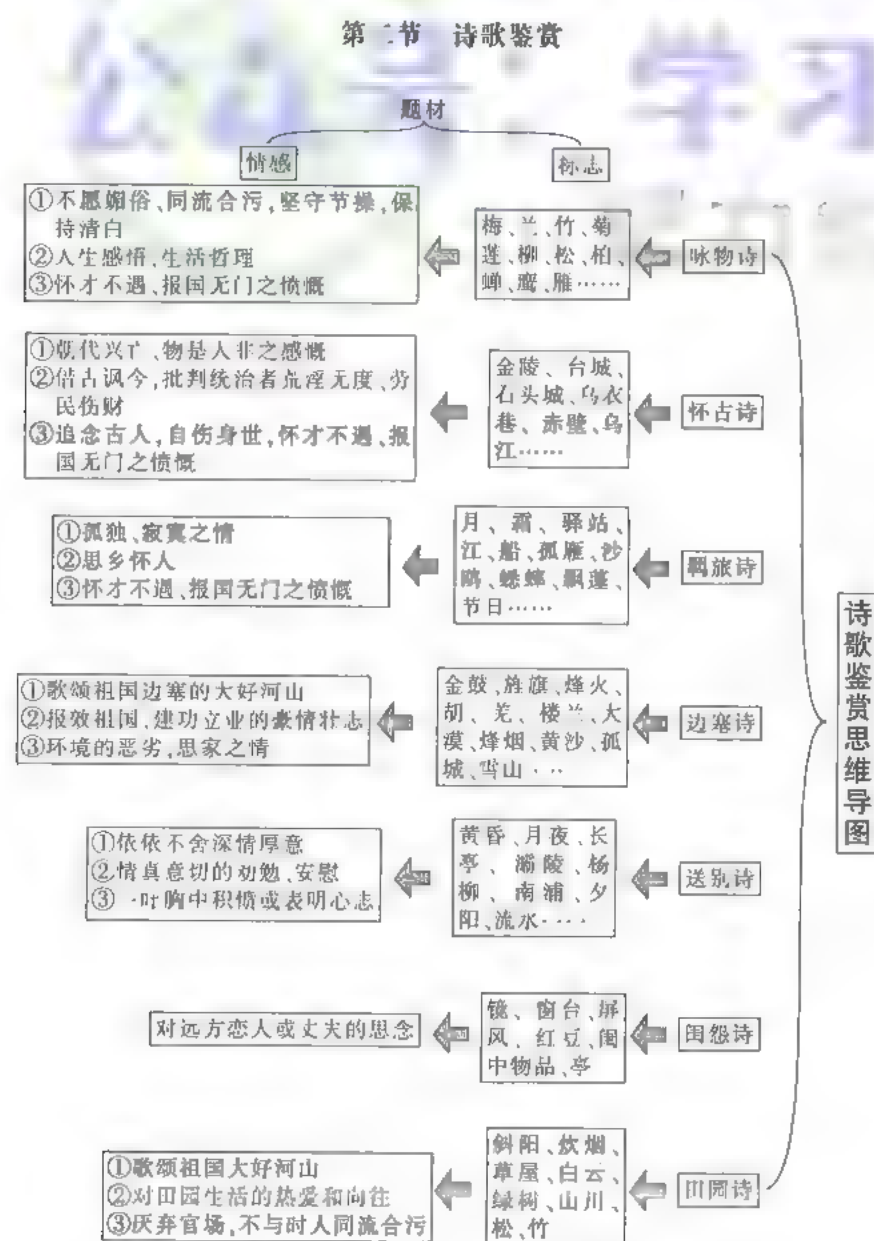 第二节 诗歌鉴赏
题材
情感
标志
①不愿媚俗、同流合污,坚守节操,保
持清白
②人生感悟、生活哲理
③怀才不遇、报国无门之愤慨
梅、兰、竹、菊
莲、柳、松、柏、
蝉、鹰、雁……
咏物诗
①朝代兴亡、物是人非之感慨
②借古讽今,批判统治者荒淫无度、劳
民伤财
③追念古人,自伤身世,怀才不遇、报
国无门之愤慨
金陵、台城、
石头城、乌衣
巷、赤壁、乌
江……
怀古诗
①孤独、寂寞之情
②思乡怀人
③怀才不遇、报国无门之愤慨
月、霜、驿站、
江、船、孤雁、沙
鸥、蟋蟀、飘蓬、
节日……
羁旅诗
①歌颂祖国边塞的大好河山
②报效祖国、建功立业的豪情壮志
③环境的恶劣,思家之情
金鼓、旌旗、烽火、
胡、羌、楼兰、大
漠、烽烟、黄沙、孤
城、雪山……
边塞诗
①依依不舍深情厚意
②情真意切的劝勉、安慰
③一吐胸中积愤或表明心志
黄昏、月夜、长
亭、灞陵、杨
柳、南浦、夕
阳、流水……
送别诗
对远方恋人或丈夫的思念
镜、窗台、屏
风、红豆、闺
中物品、亭
闺怨诗
①歌颂祖国大好河山
②对田园生活的热爱和向往
③厌弃官场,不与时人同流合污
斜阳、炊烟、
草屋、白云、
绿树、山川、
松、竹
田园诗
诗歌鉴赏思维导图
公众号:学习